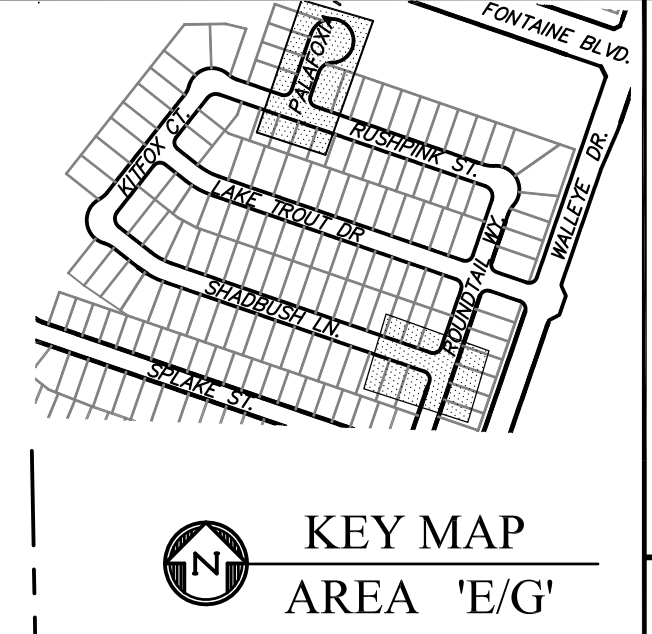 FONTAINE BLVD.
PALAFOXIA
RUSHPINK ST.
KITFOX CT.
WALLEYE DR.
LAKE TROUT DR
ROUNDTAIL WY.
SHADBUSH LN.
SPLAKE ST.
N
KEY MAP
AREA 'E/G'